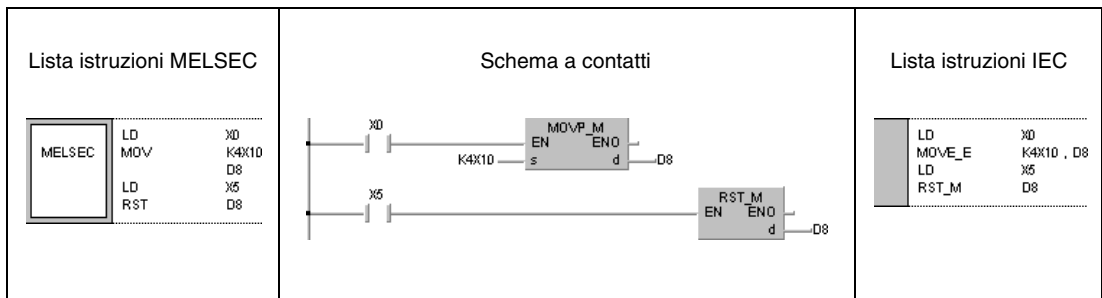 Lista istruzioni MELSEC
MELSEC
LD X0
MOV K4X10
D8
LD X5
RST D8
Schema a contatti
X0
MOVP_M
EN ENO
K4X10 s d D8
X5
RST_M
EN ENO
d D8
Lista istruzioni IEC
LD X0
MOVE_E K4X10 , D8
LD X5
RST_M D8